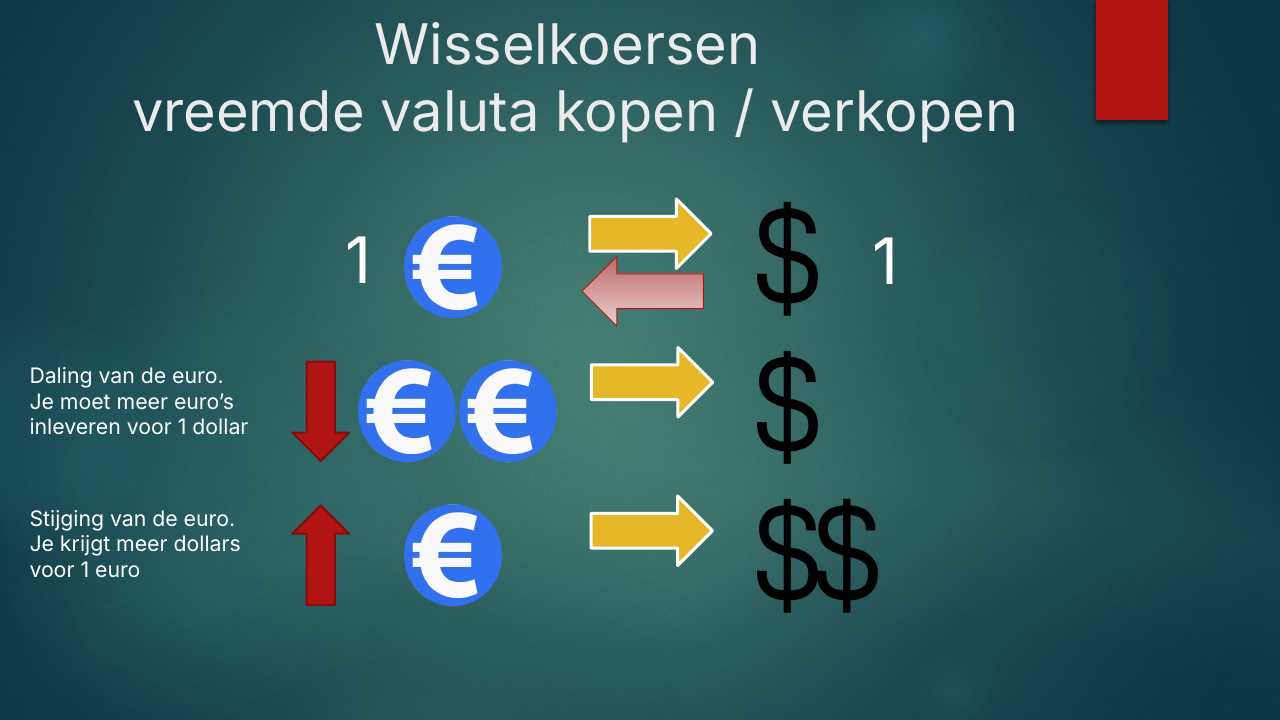 Wisselkoersen
vreemde valuta kopen / verkopen
1 € $ 1
Daling van de euro.
Je moet meer euro’s
inleveren voor 1 dollar
€ € $
Stijging van de euro.
Je krijgt meer dollars
voor 1 euro
€ $$